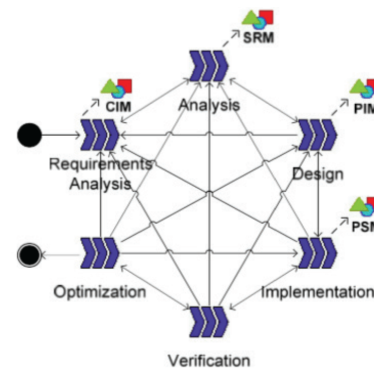 SRM
CIM
Analysis
PIM
Requirements
Analysis
Design
PSM
Optimization
Implementation
Verification